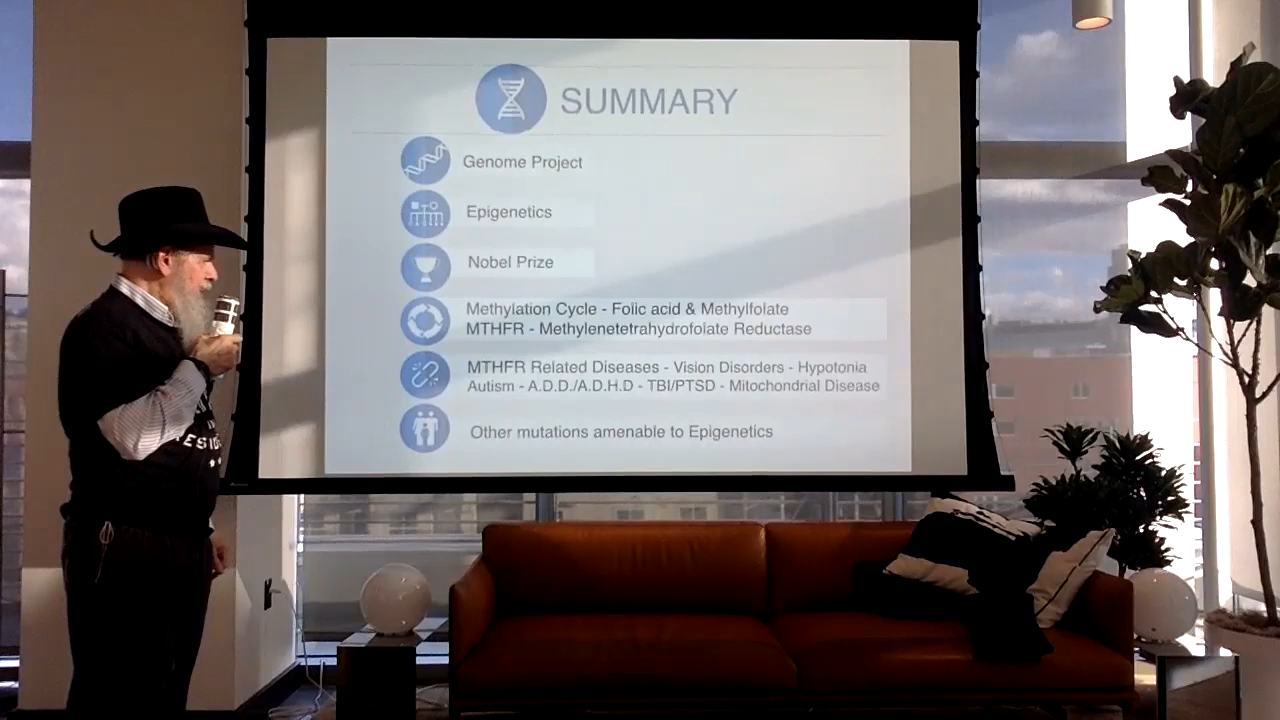 SUMMARY
Genome Project
Epigenetics
Nobel Prize
Methylation Cycle - Folic acid & Methylfolate
MTHFR - Methylenetetrahydrofolate Reductase
MTHFR Related Diseases - Vision Disorders - Hypotonia
Autism - A.D.D./A.D.H.D - TBI/PTSD - Mitochondrial Disease
Other mutations amenable to Epigenetics